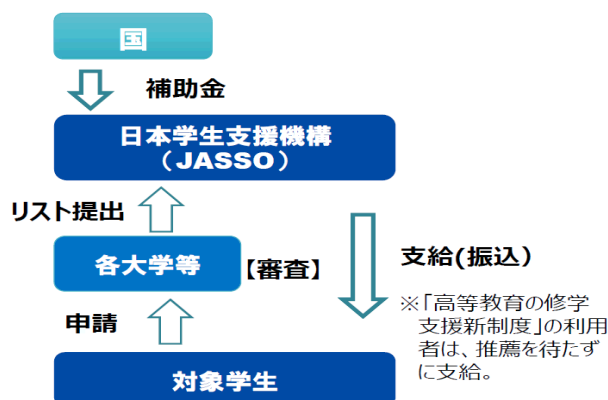 国
補助金
日本学生支援機構
（JASSO）
リスト提出
各大学等
【審査】
支給(振込）
申請
※「高等教育の修学
支援新制度」の利用
者は、推薦を待たず
に支給。
対象学生